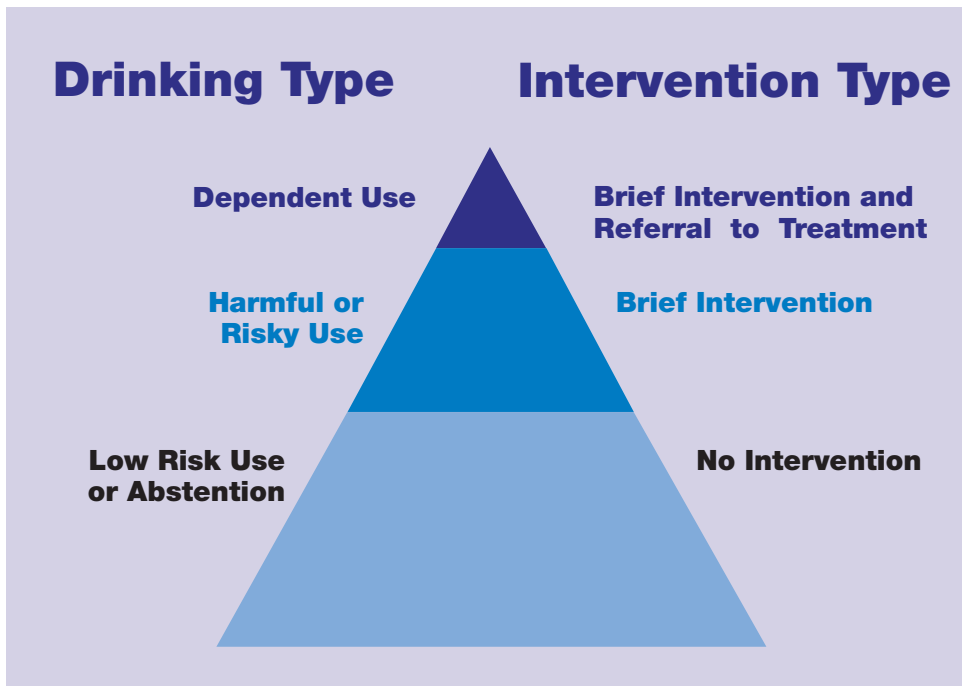 Drinking Type
Intervention Type
Dependent Use
Brief Intervention and
Referral to Treatment
Harmful or
Risky Use
Brief Intervention
Low Risk Use
or Abstention
No Intervention